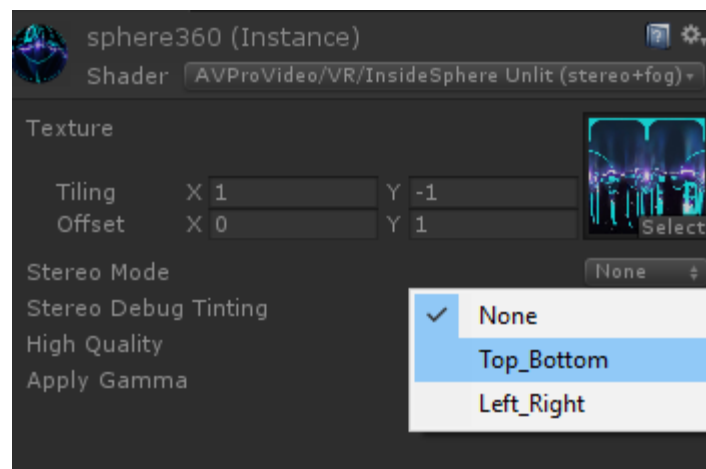 sphere360 (Instance)
Shader AVProVideo/VR/InsideSphere Unlit (stereo+fog)
Texture
Tiling X 1 Y -1
Offset X 0 Y 1
Select
Stereo Mode None
Stereo Debug Tinting
None
High Quality
Top_Bottom
Apply Gamma
Left_Right